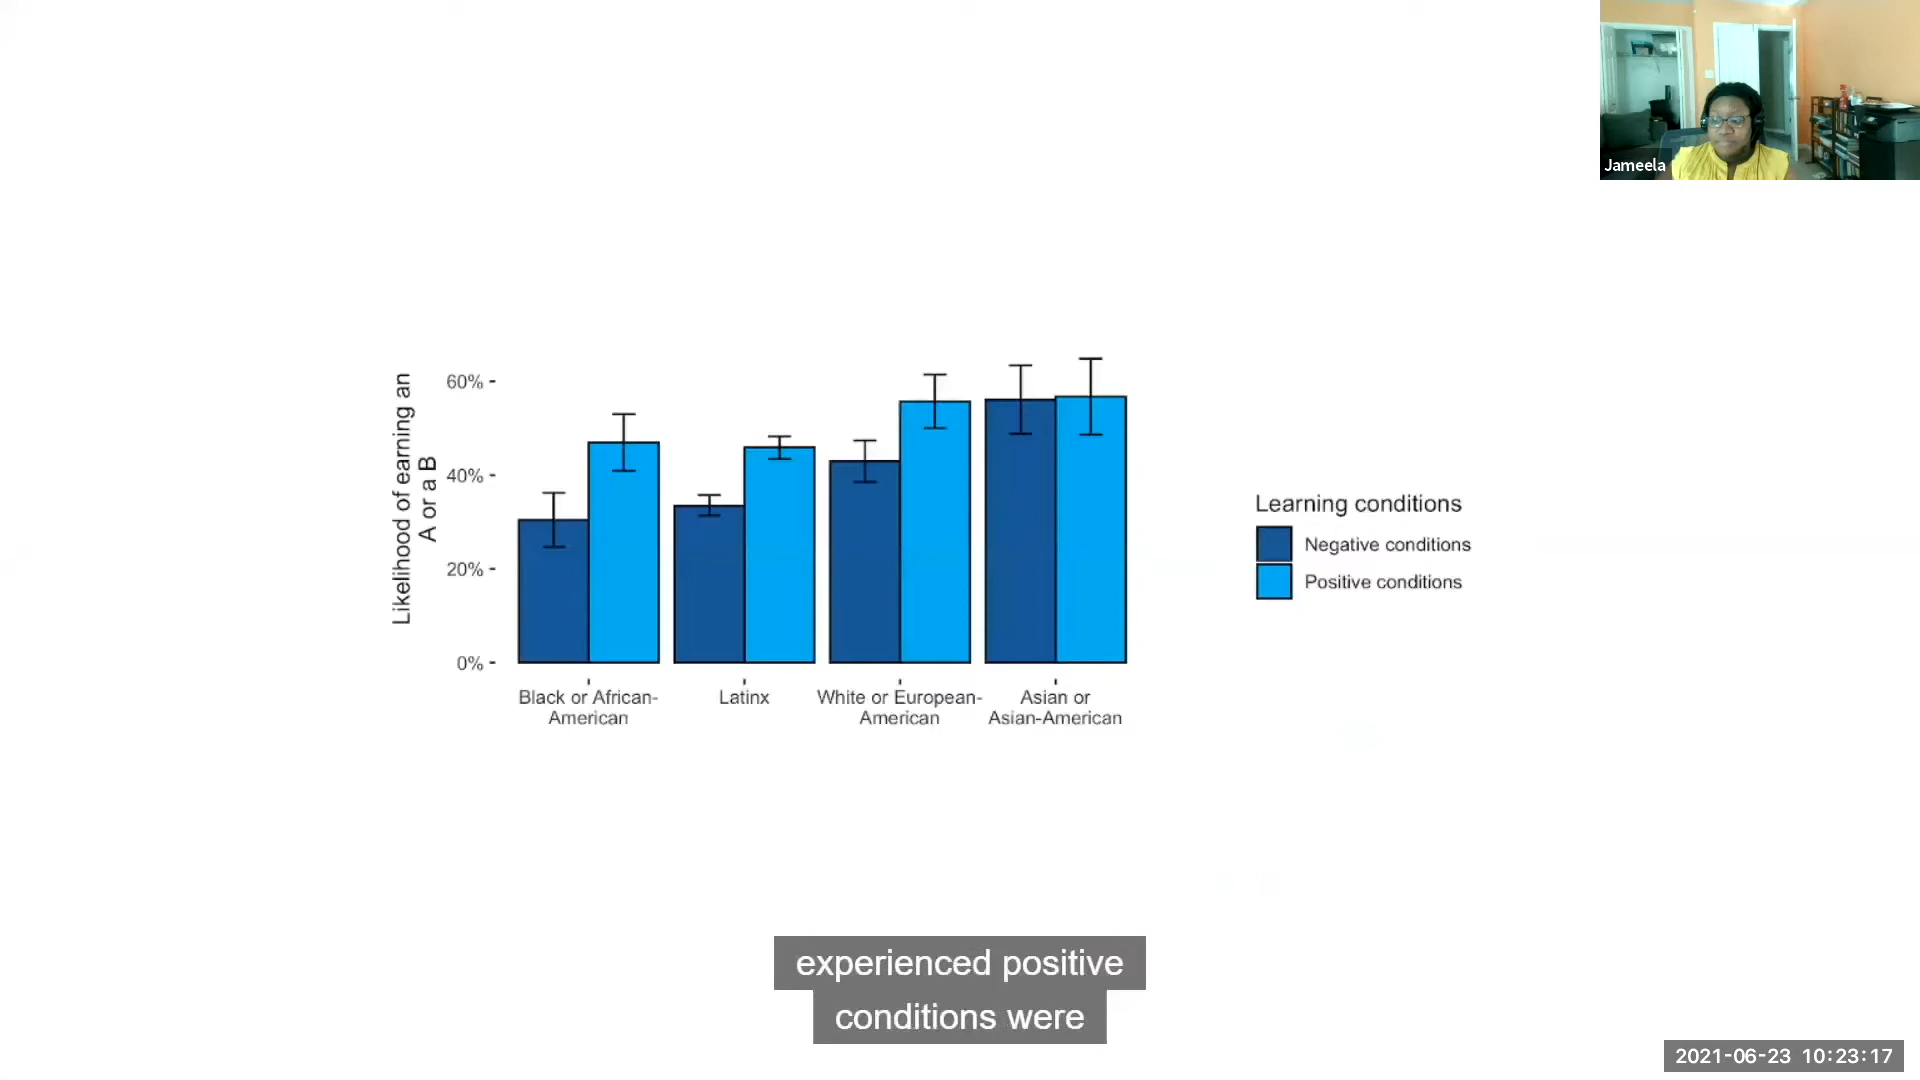 Jameela
Likelihood of earning an
A or a B
60%
40%
20%
0%
Black or African-
American
Latinx
White or European-
American
Asian or
Asian-American
Learning conditions
Negative conditions
Positive conditions
experienced positive
conditions were
2021-06-23 10:23:17